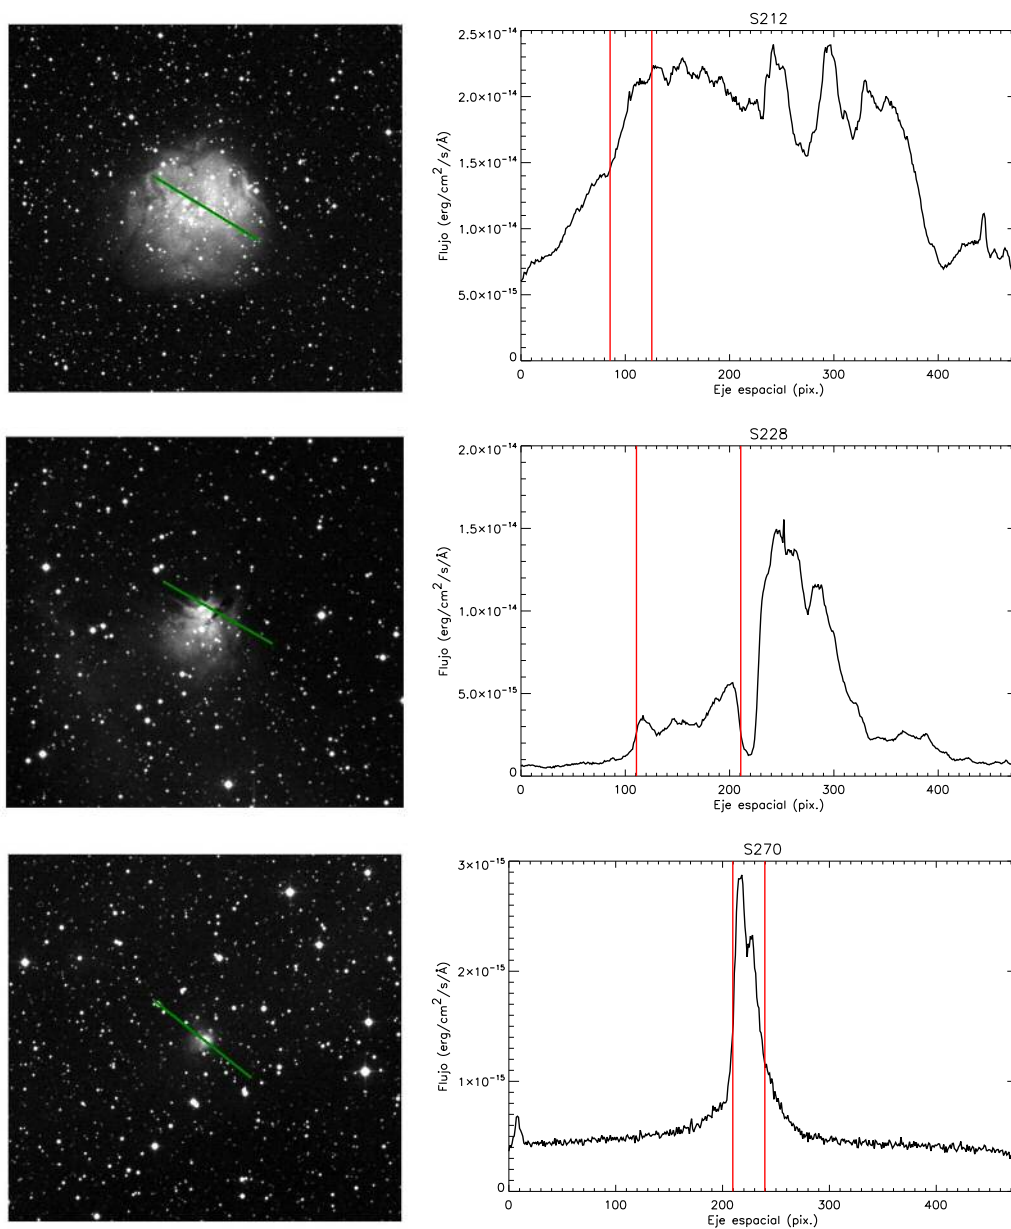 S212
2.5×10⁻¹⁴
2.0×10⁻¹⁴
1.5×10⁻¹⁴
1.0×10⁻¹⁴
5.0×10⁻¹⁵
0
Flujo (erg/cm²/s/Å)
0 100 200 300 400
Eje espacial (pix.)
S228
2.0×10⁻¹⁴
1.5×10⁻¹⁴
1.0×10⁻¹⁴
5.0×10⁻¹⁵
0
Flujo (erg/cm²/s/Å)
0 100 200 300 400
Eje espacial (pix.)
S270
3×10⁻¹⁵
2×10⁻¹⁵
1×10⁻¹⁵
0
Flujo (erg/cm²/s/Å)
0 100 200 300 400
Eje espacial (pix.)